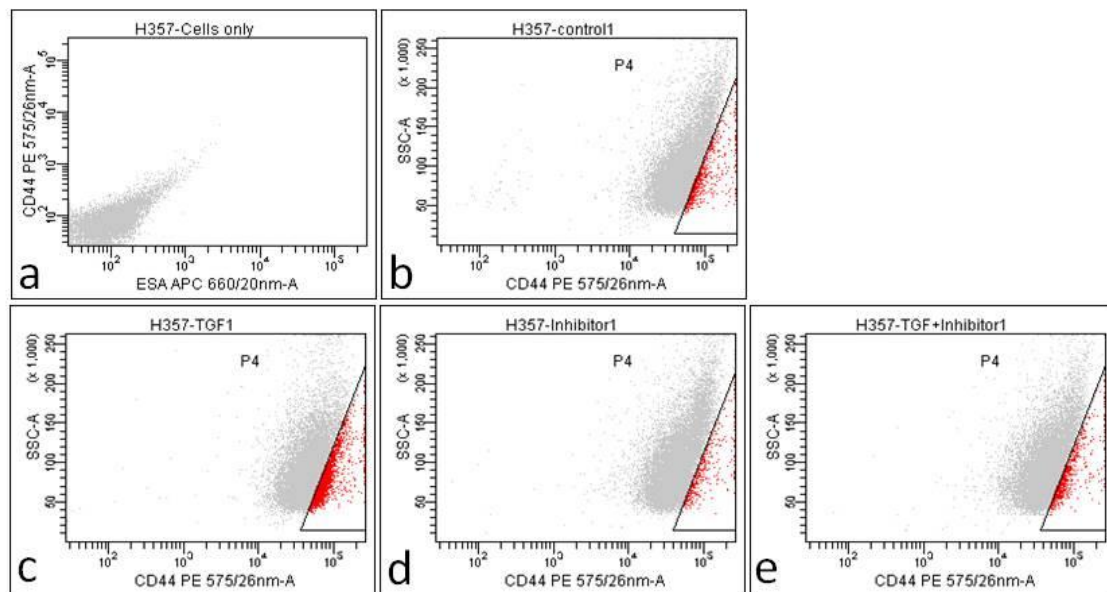 H357-Cells only
CD44 PE 575/26nm-A
10^5
10^4
10^3
10^2
10^2 10^3 10^4 10^5
ESA APC 660/20nm-A
a
H357-control1
P4
(x 1,000)
SSC-A
250
200
150
100
50
10^2 10^3 10^4 10^5
CD44 PE 575/26nm-A
b
H357-TGF1
P4
(x 1,000)
SSC-A
250
200
150
100
50
10^2 10^3 10^4 10^5
CD44 PE 575/26nm-A
c
H357-Inhibitor1
P4
(x 1,000)
SSC-A
250
200
150
100
50
10^2 10^3 10^4 10^5
CD44 PE 575/26nm-A
d
H357-TGF+Inhibitor1
P4
(x 1,000)
SSC-A
250
200
150
100
50
10^2 10^3 10^4 10^5
CD44 PE 575/26nm-A
e